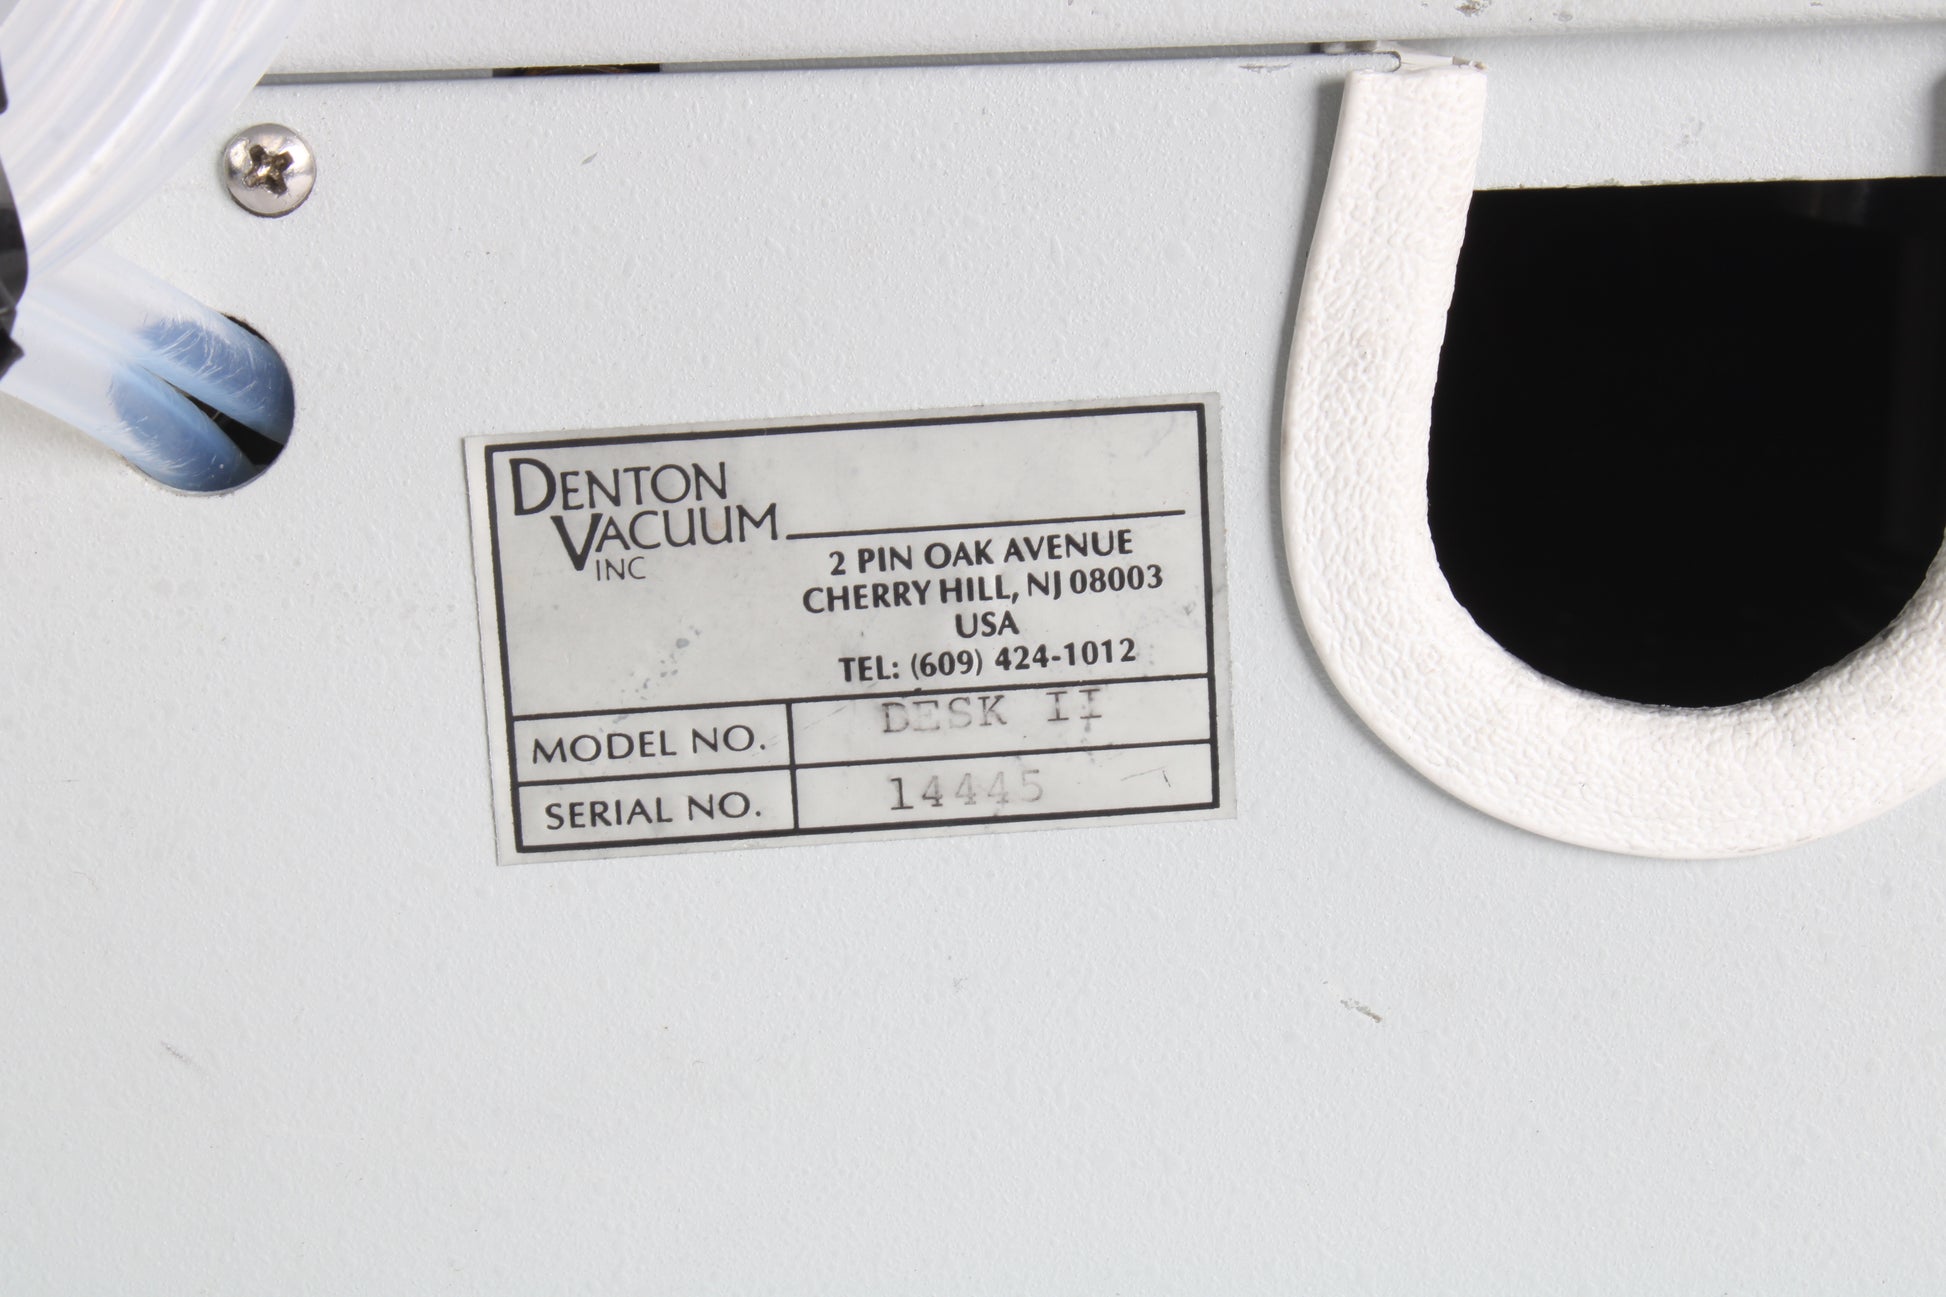 DENTON
VACUUM
INC
2 PIN OAK AVENUE
CHERRY HILL, NJ 08003
USA
TEL: (609) 424-1012
MODEL NO. DESK II
SERIAL NO. 14445